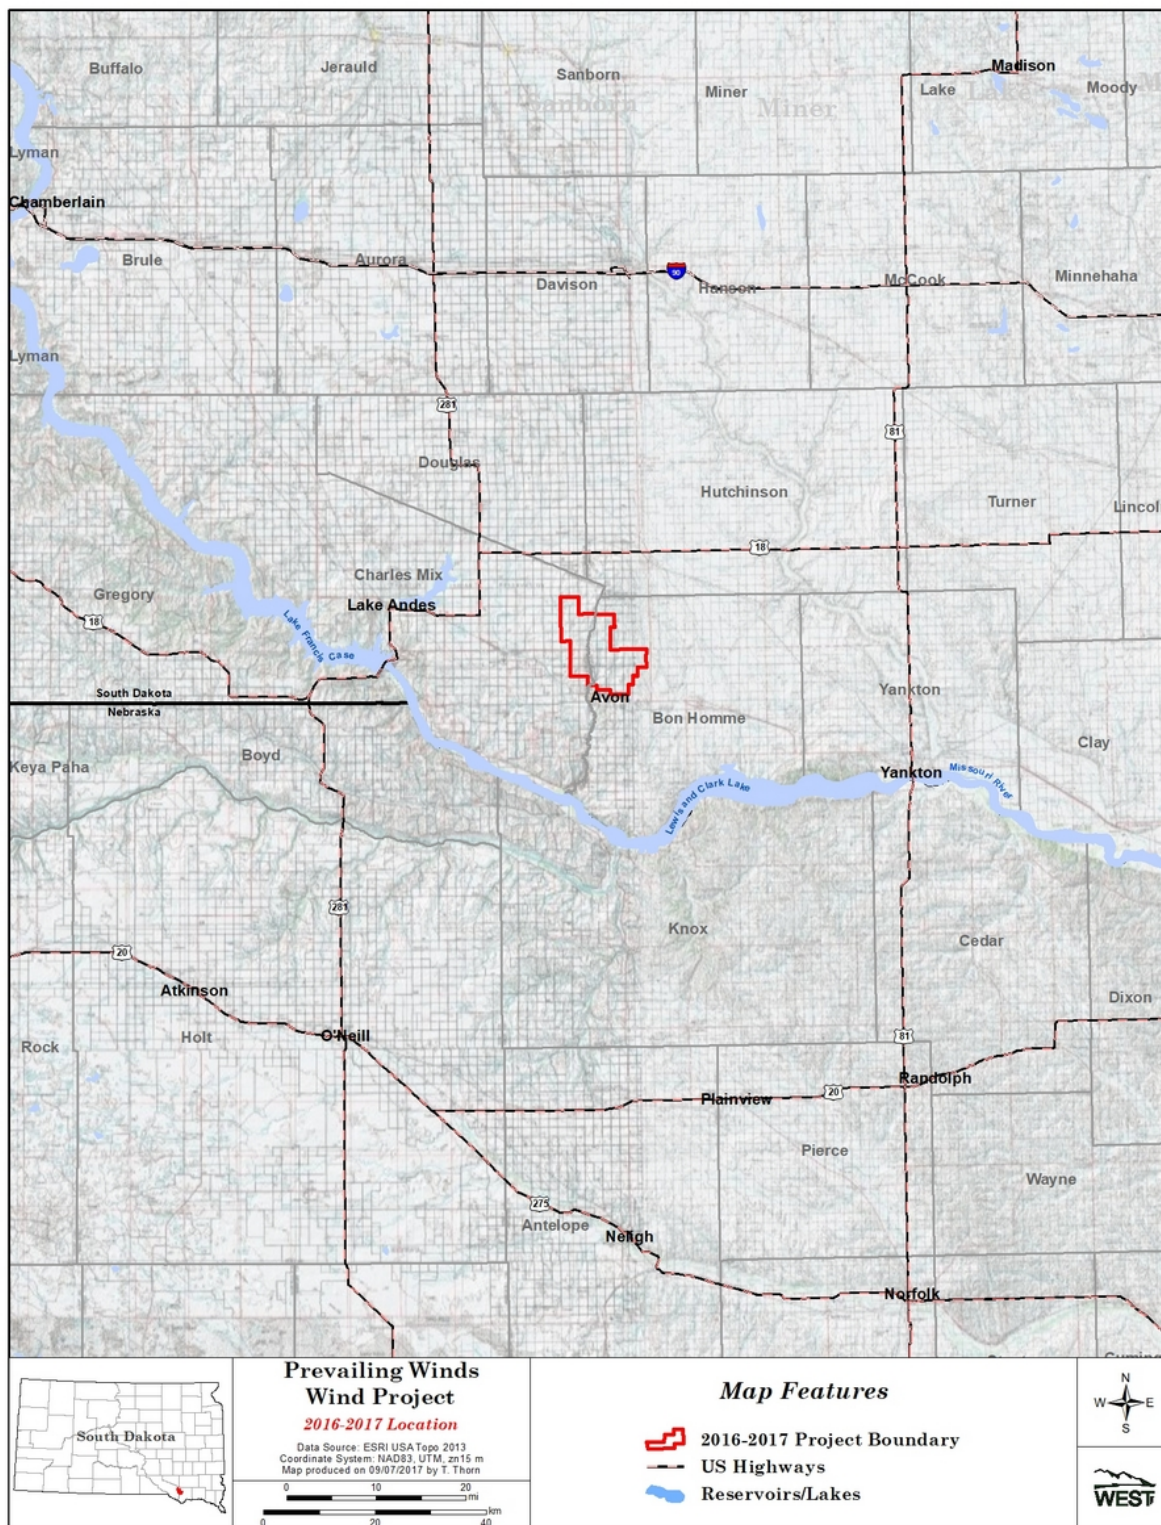 Buffalo
Jerauld
Sanborn
Sanborn
Miner
Miner
Madison
Lake
Lake
Moody
Lyman
Chamberlain
Brule
Aurora
Davison
90
Hanson
McCook
Minnehaha
Lyman
281
81
Douglas
Hutchinson
Turner
Lincol
18
Charles Mix
Gregory
Lake Andes
18
Lake Francis Case
South Dakota
Nebraska
Avon
Bon Homme
Yankton
Clay
Keya Paha
Boyd
Yankton
Missouri River
Lewis and Clark Lake
281
Knox
Cedar
20
Atkinson
Dixon
Rock
Holt
O'Neill
81
Randolph
Plainview
20
Pierce
Wayne
275
Antelope
Neligh
Norfolk
Cuming
South Dakota
Prevailing Winds
Wind Project
2016-2017 Location
Data Source: ESRI USA Topo 2013
Coordinate System: NAD83, UTM, zn15 m
Map produced on 09/07/2017 by T. Thorn
0 10 20
mi
km
0 20 40
Map Features
2016-2017 Project Boundary
US Highways
Reservoirs/Lakes
N
W E
S
WEST